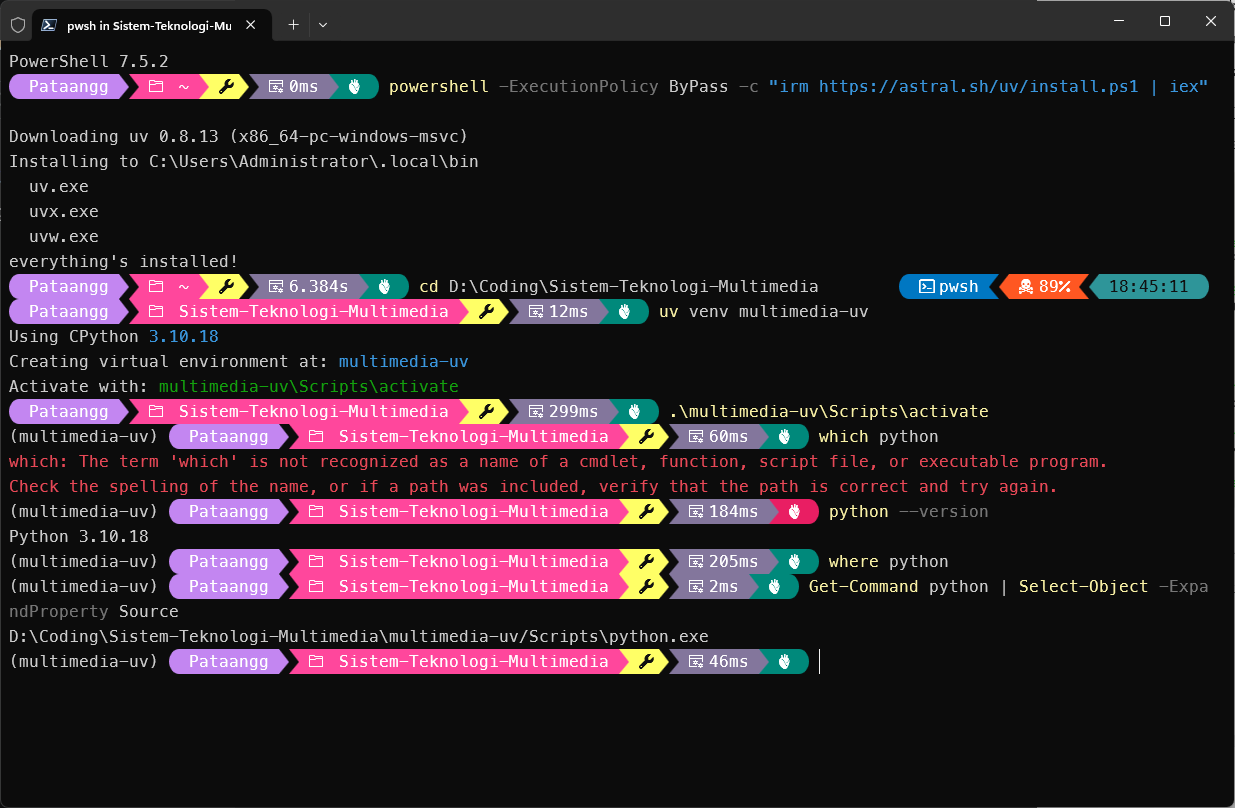 pwsh in Sistem-Teknologi-Mu
PowerShell 7.5.2
Pataangg ~ 0ms powershell -ExecutionPolicy ByPass -c "irm https://astral.sh/uv/install.ps1 | iex"
Downloading uv 0.8.13 (x86_64-pc-windows-msvc)
Installing to C:\Users\Administrator\.local\bin
uv.exe
uvx.exe
uvw.exe
everything's installed!
Pataangg ~ 6.384s cd D:\Coding\Sistem-Teknologi-Multimedia pwsh 89% 18:45:11
Pataangg Sistem-Teknologi-Multimedia 12ms uv venv multimedia-uv
Using CPython 3.10.18
Creating virtual environment at: multimedia-uv
Activate with: multimedia-uv\Scripts\activate
Pataangg Sistem-Teknologi-Multimedia 299ms .\multimedia-uv\Scripts\activate
(multimedia-uv) Pataangg Sistem-Teknologi-Multimedia 60ms which python
which: The term 'which' is not recognized as a name of a cmdlet, function, script file, or executable program.
Check the spelling of the name, or if a path was included, verify that the path is correct and try again.
(multimedia-uv) Pataangg Sistem-Teknologi-Multimedia 184ms python --version
Python 3.10.18
(multimedia-uv) Pataangg Sistem-Teknologi-Multimedia 205ms where python
(multimedia-uv) Pataangg Sistem-Teknologi-Multimedia 2ms Get-Command python | Select-Object -Expa
ndProperty Source
D:\Coding\Sistem-Teknologi-Multimedia\multimedia-uv/Scripts\python.exe
(multimedia-uv) Pataangg Sistem-Teknologi-Multimedia 46ms